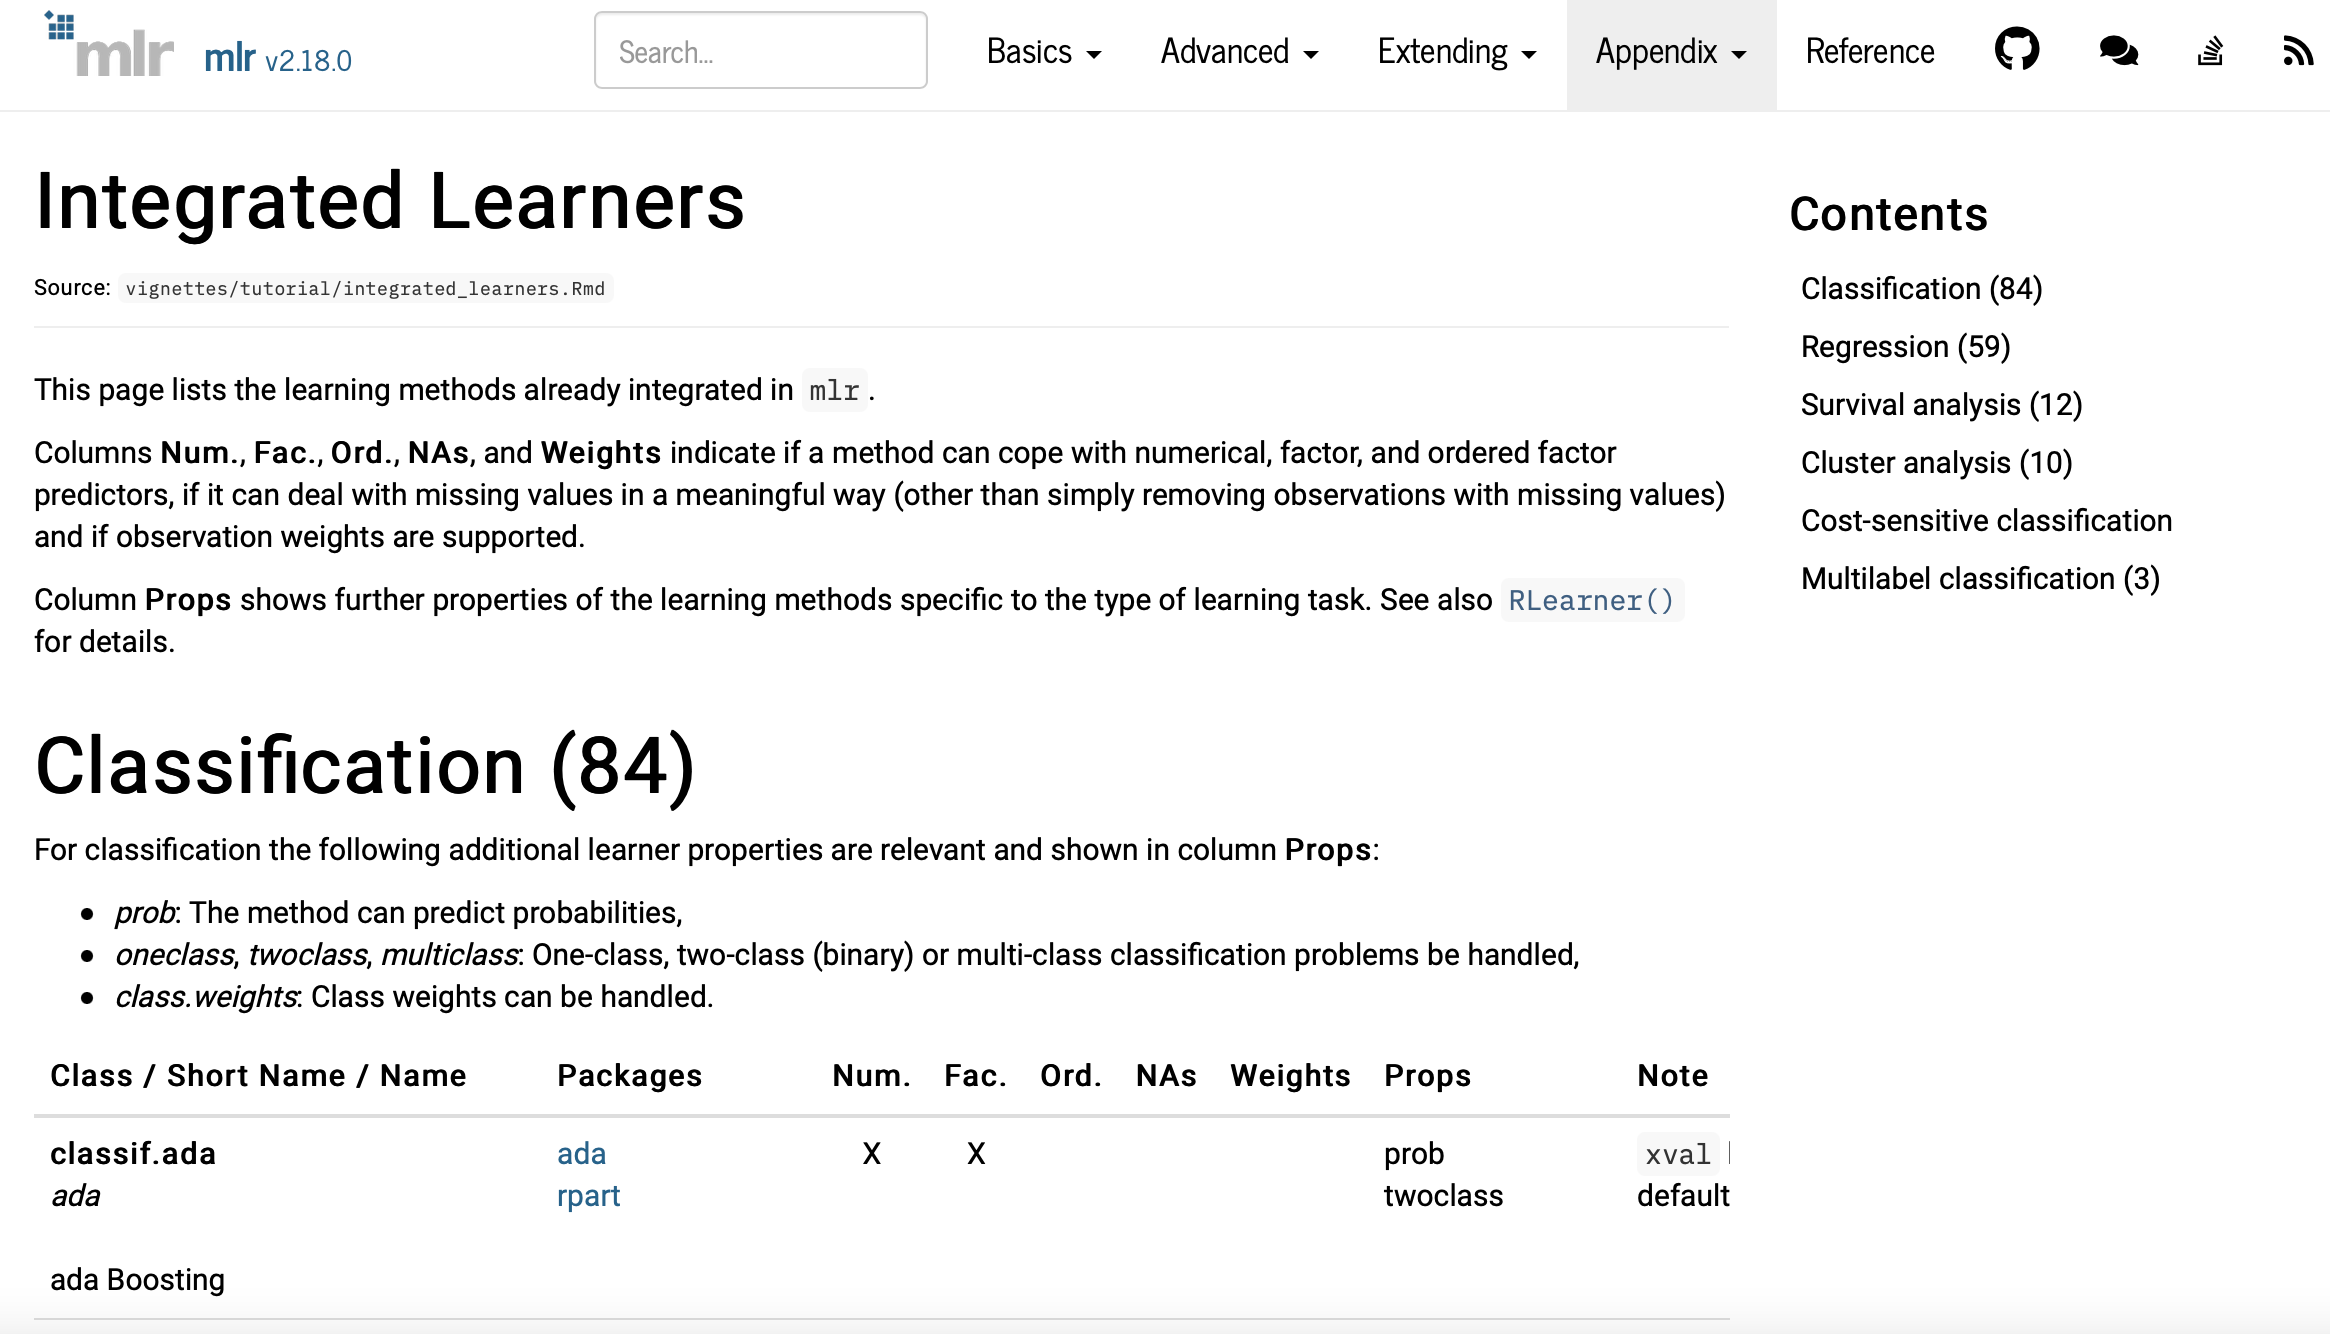 mlr mlr v2.18.0 Search... Basics Advanced Extending Appendix Reference
Integrated Learners
Source: vignettes/tutorial/integrated_learners.Rmd
This page lists the learning methods already integrated in mlr.
Columns Num., Fac., Ord., NAs, and Weights indicate if a method can cope with numerical, factor, and ordered factor
predictors, if it can deal with missing values in a meaningful way (other than simply removing observations with missing values)
and if observation weights are supported.
Column Props shows further properties of the learning methods specific to the type of learning task. See also RLearner()
for details.
Classification (84)
For classification the following additional learner properties are relevant and shown in column Props:
• prob: The method can predict probabilities,
• oneclass, twoclass, multiclass: One-class, two-class (binary) or multi-class classification problems be handled,
• class.weights: Class weights can be handled.
Class / Short Name / Name Packages Num. Fac. Ord. NAs Weights Props Note
classif.ada ada X X prob xval
ada rpart twoclass default
ada Boosting
Contents
Classification (84)
Regression (59)
Survival analysis (12)
Cluster analysis (10)
Cost-sensitive classification
Multilabel classification (3)